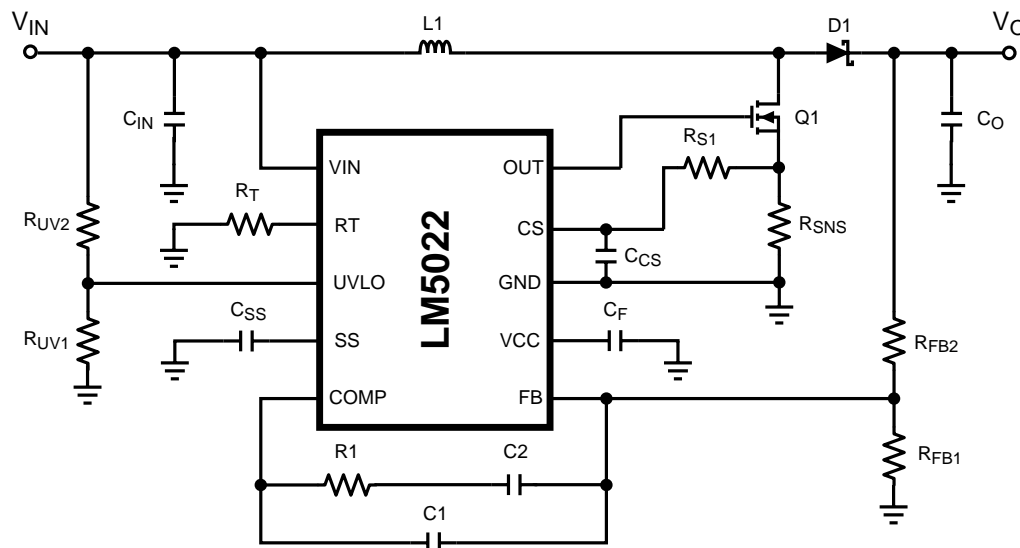 VIN
L1
D1
VO
CIN
Q1
CO
RS1
VIN
OUT
RT
RT
RUV2
CS
RSNS
CCS
LM5022
UVLO
GND
CSS
CF
RUV1
SS
VCC
RFB2
COMP
FB
R1
C2
RFB1
C1